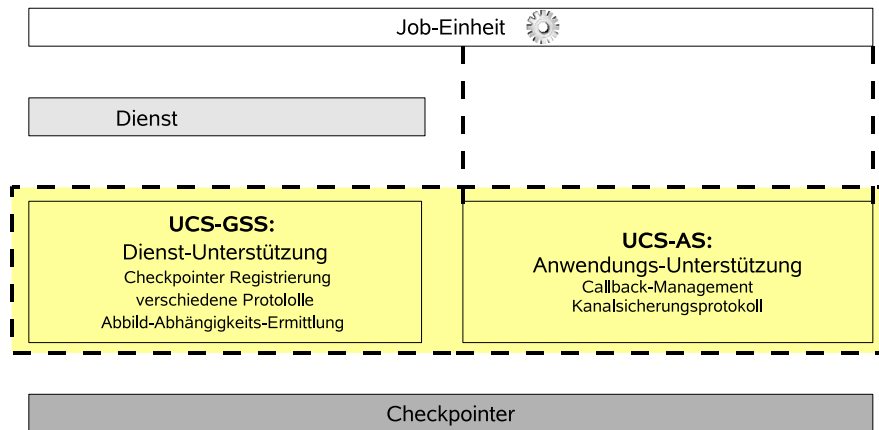 Job-Einheit
Dienst
UCS-GSS:
Dienst-Unterstützung
Checkpointer Registrierung
verschiedene Protololle
Abbild-Abhängigkeits-Ermittlung
UCS-AS:
Anwendungs-Unterstützung
Callback-Management
Kanalsicherungsprotokoll
Checkpointer